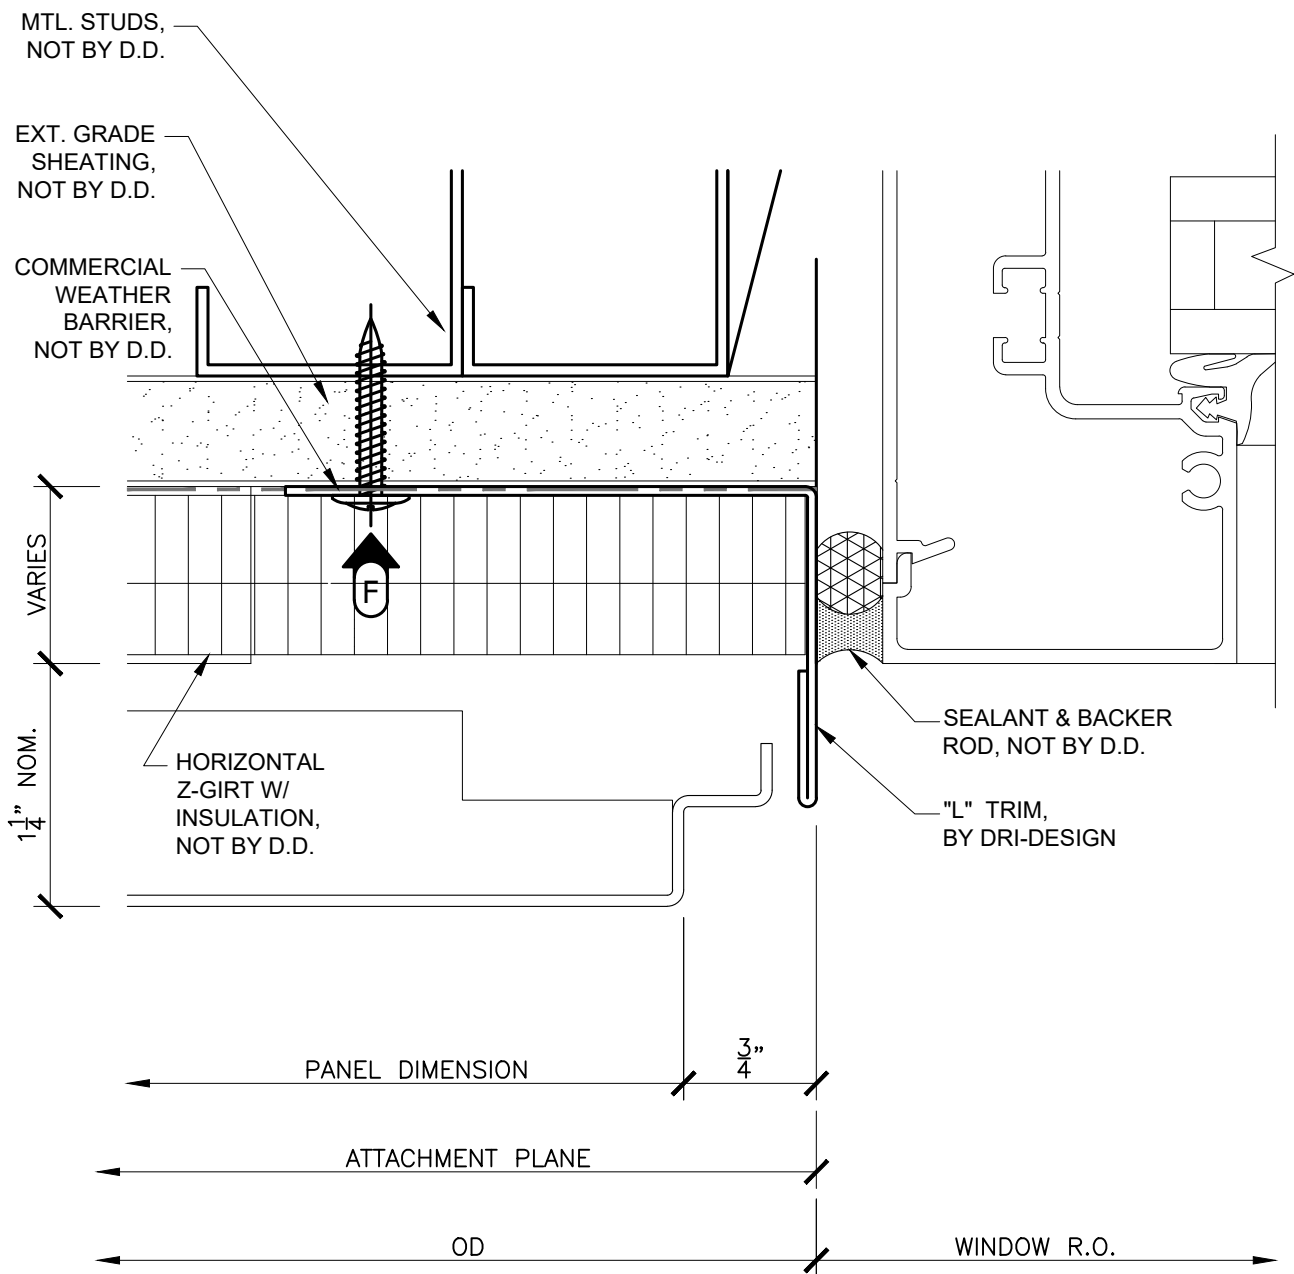 MTL. STUDS,
NOT BY D.D.
EXT. GRADE
SHEATING,
NOT BY D.D.
COMMERCIAL
WEATHER
BARRIER,
NOT BY D.D.
VARIES
F
1 1/4" NOM.
HORIZONTAL
Z-GIRT W/
INSULATION,
NOT BY D.D.
SEALANT & BACKER
ROD, NOT BY D.D.
"L" TRIM,
BY DRI-DESIGN
PANEL DIMENSION
3/4"
ATTACHMENT PLANE
OD
WINDOW R.O.